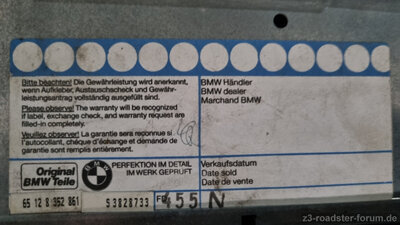 Bitte beachten! Die Gewährleistung wird anerkannt,
wenn Aufkleber, Austauschscheck und Gewähr-
leistungsantrag vollständig ausgefüllt sind.
Please observe! The warranty will be recognized
if label, exchange check, and warranty request are
filled-in completely.
Veuillez observer! La garantie sera reconnue si
l'autocollant, chéque d'échange et demande de
garantie sont remplis entièrement.
BMW Händler
BMW dealer
Marchand BMW
Original
BMW Teile
BMW
PERFEKTION IM DETAIL
IM WERK GEPRÜFT
Verkaufsdatum
Date sold
Date de vente
65 12 8 352 861
53828733
FD
455 N
z3-roadster-forum.de